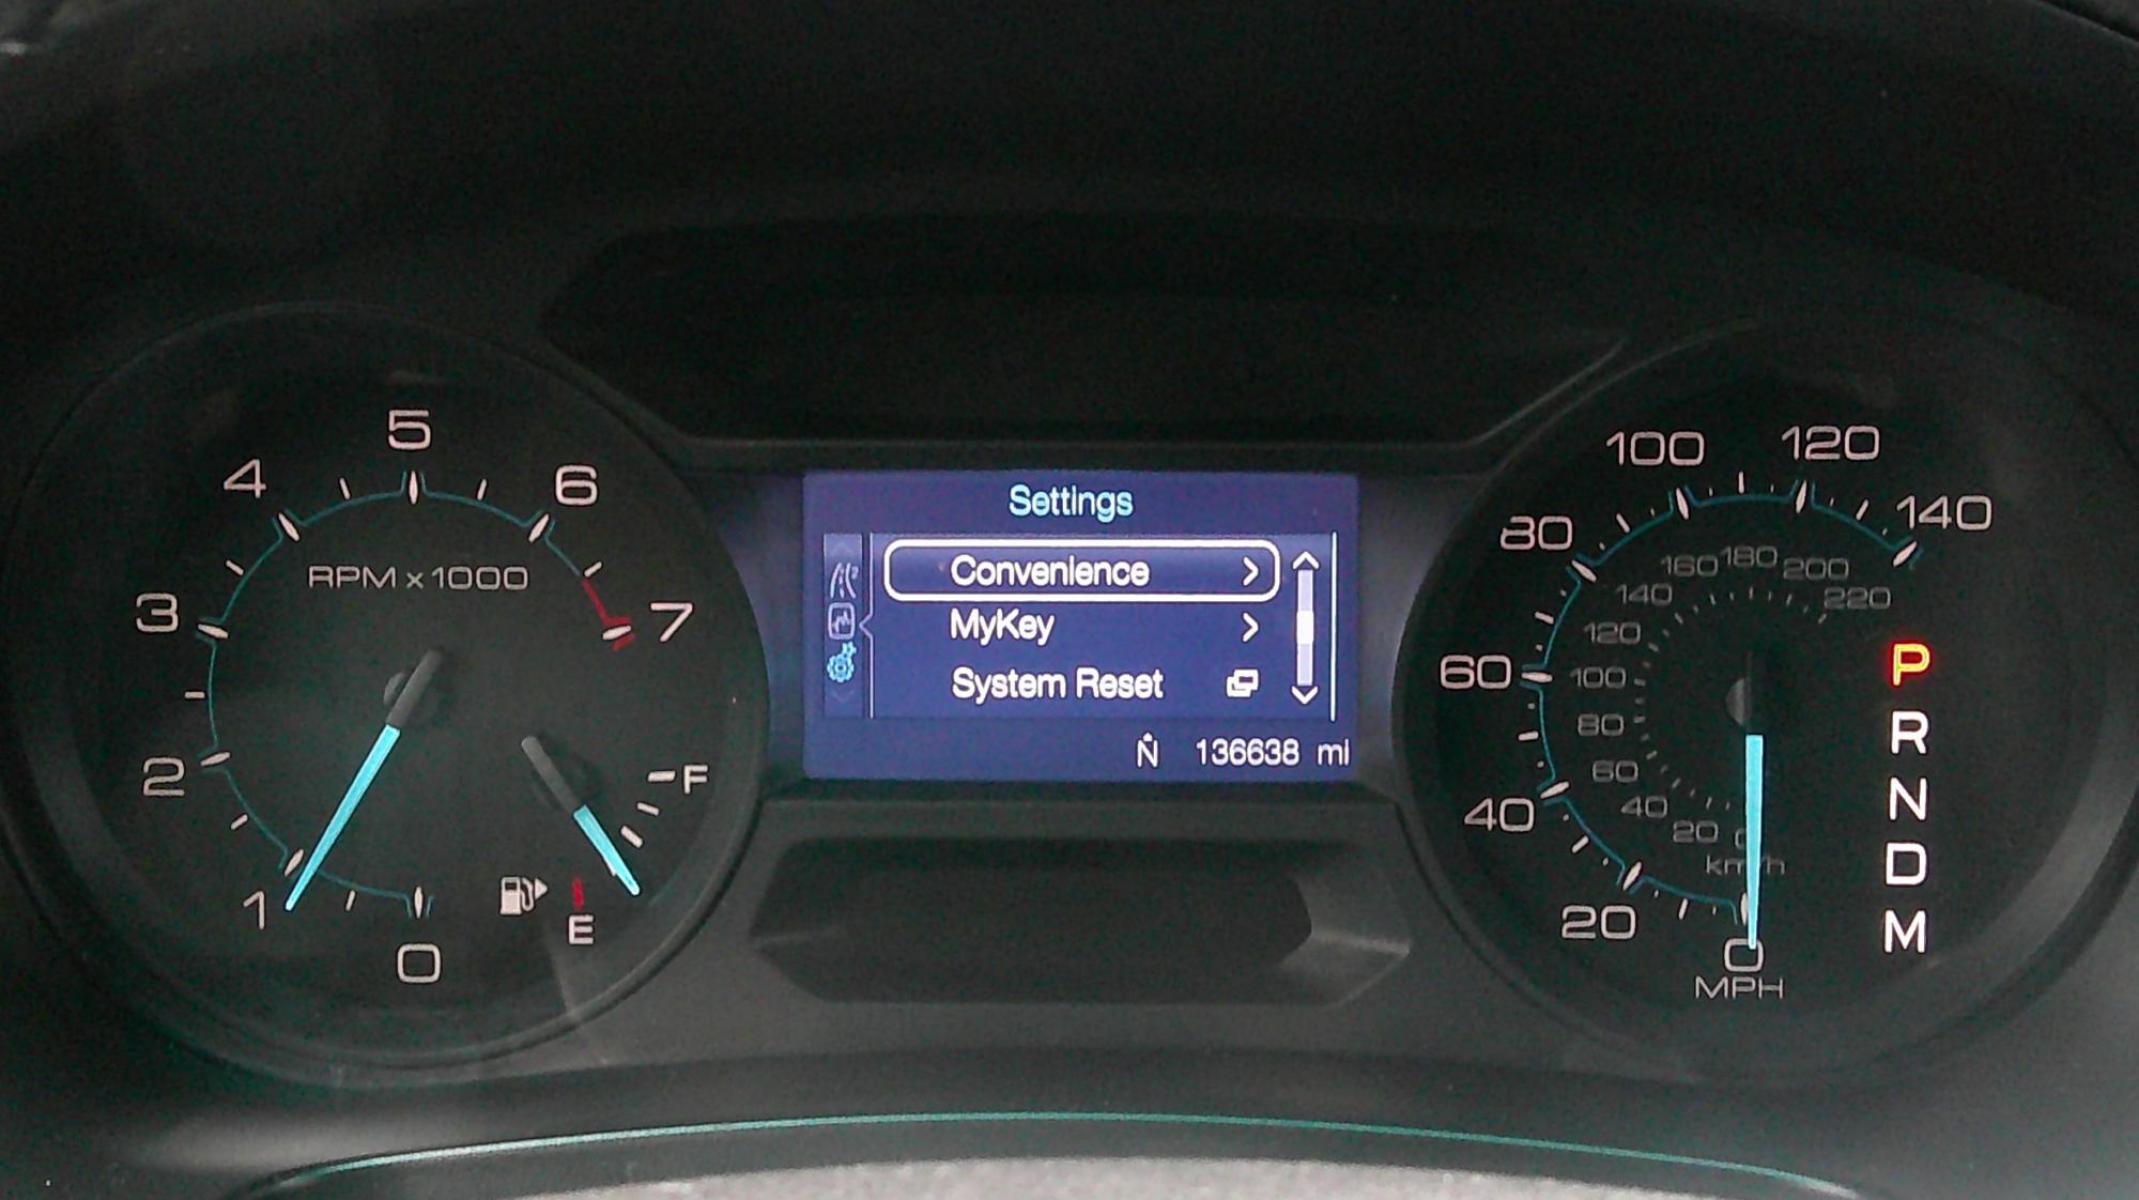 5
4
6
RPM x 1000
3
7
2
1
0
F
E
Settings
Convenience >
MyKey >
System Reset
N 136638 mi
100
120
80
140
60
40
20
0
MPH
160
180
200
140
220
120
100
80
60
40
20
km/h
P
R
N
D
M